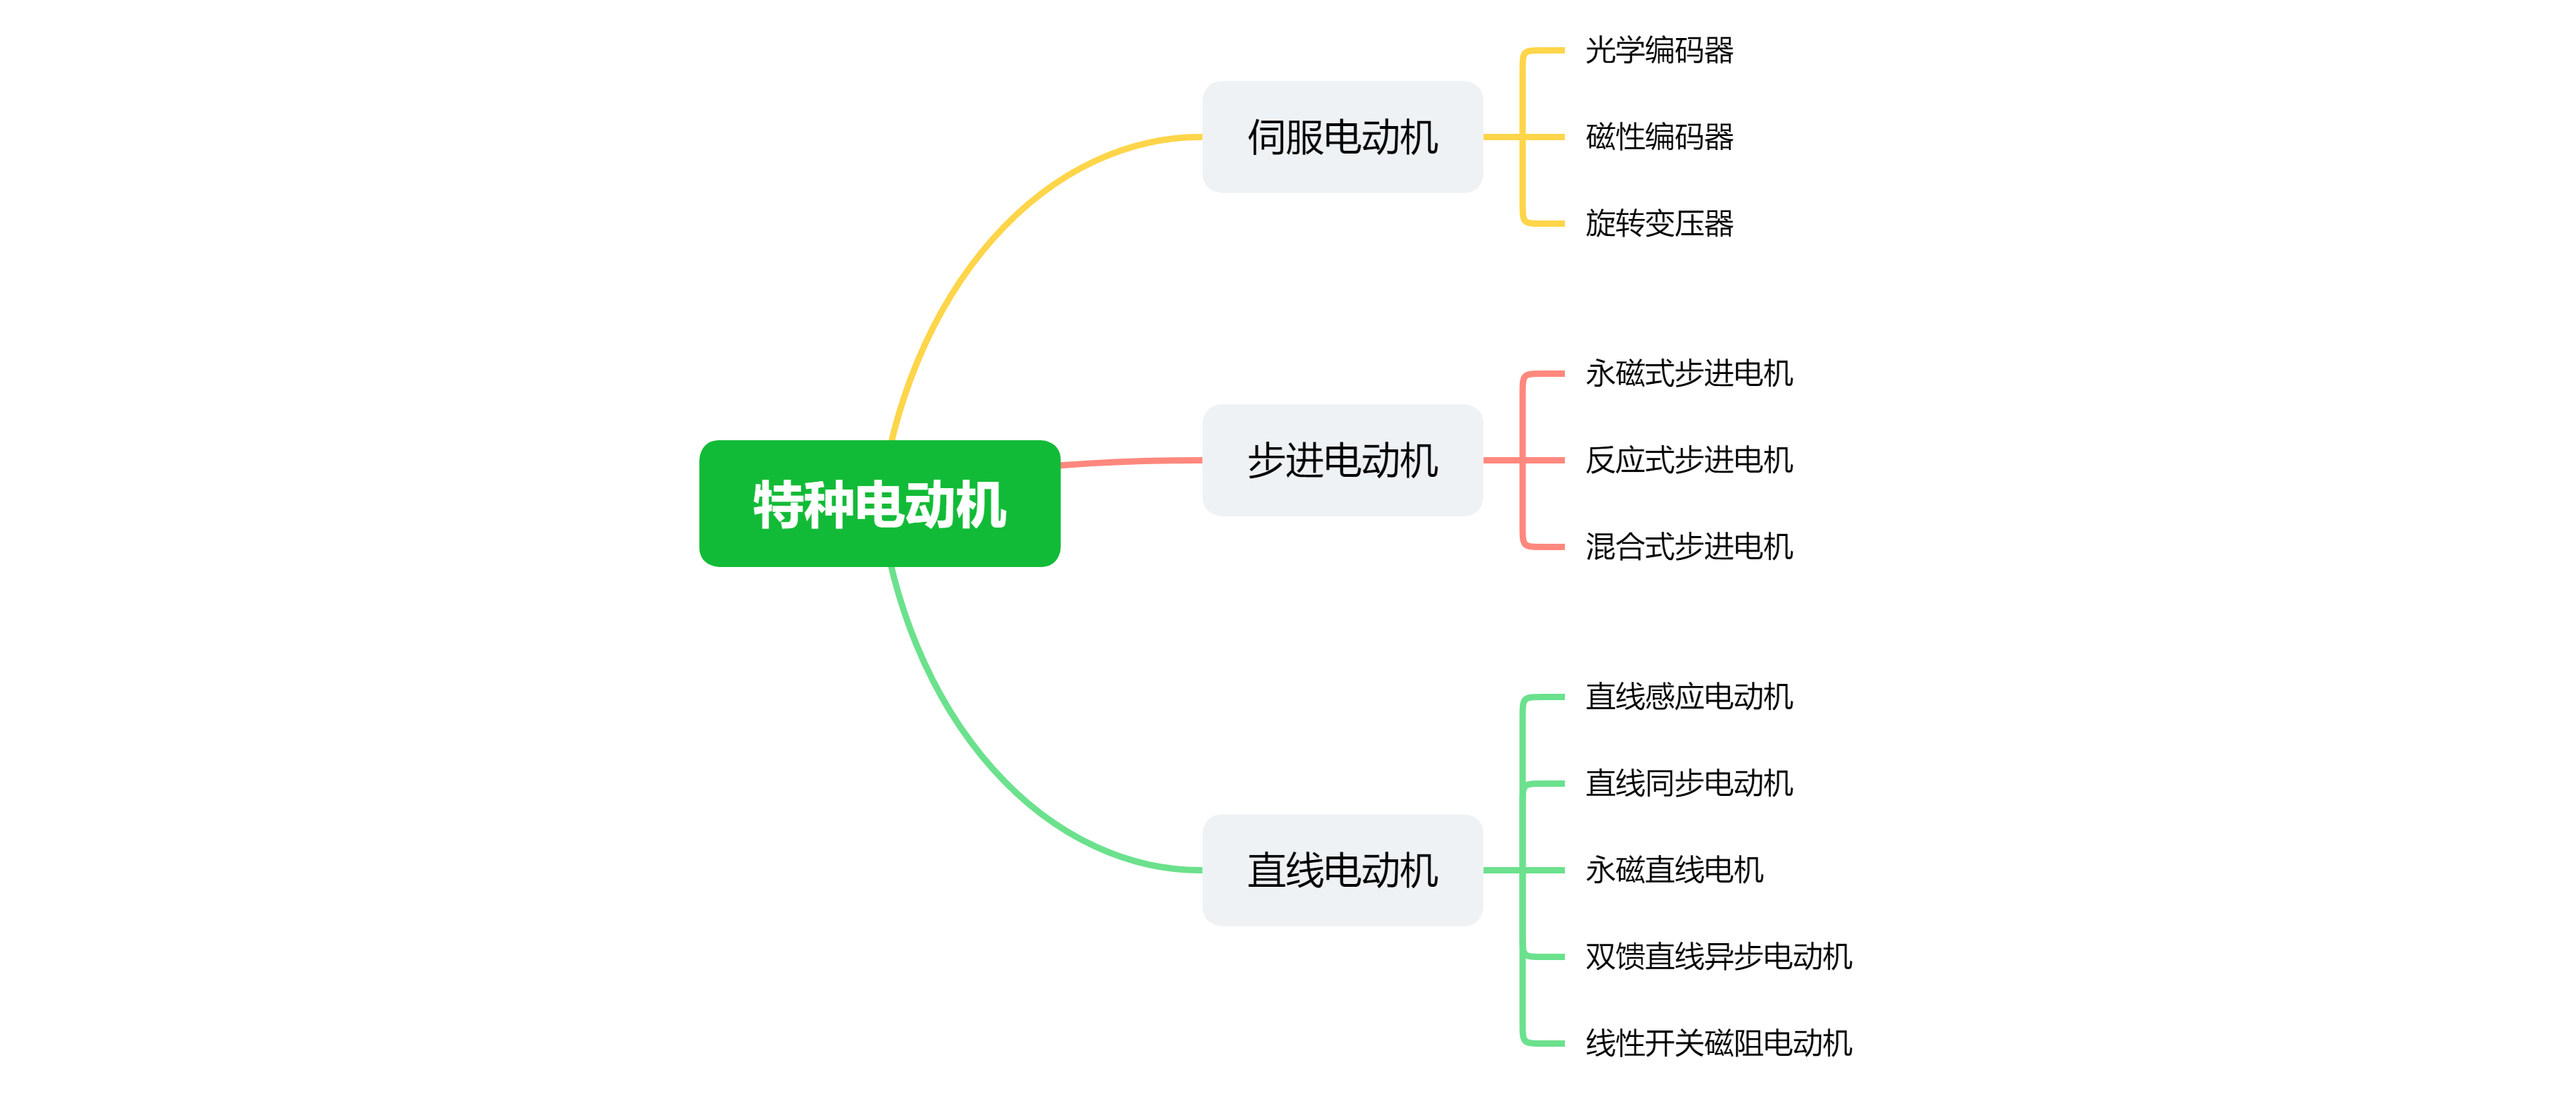 特种电动机
伺服电动机
光学编码器
磁性编码器
旋转变压器
步进电动机
永磁式步进电机
反应式步进电机
混合式步进电机
直线电动机
直线感应电动机
直线同步电动机
永磁直线电机
双馈直线异步电动机
线性开关磁阻电动机